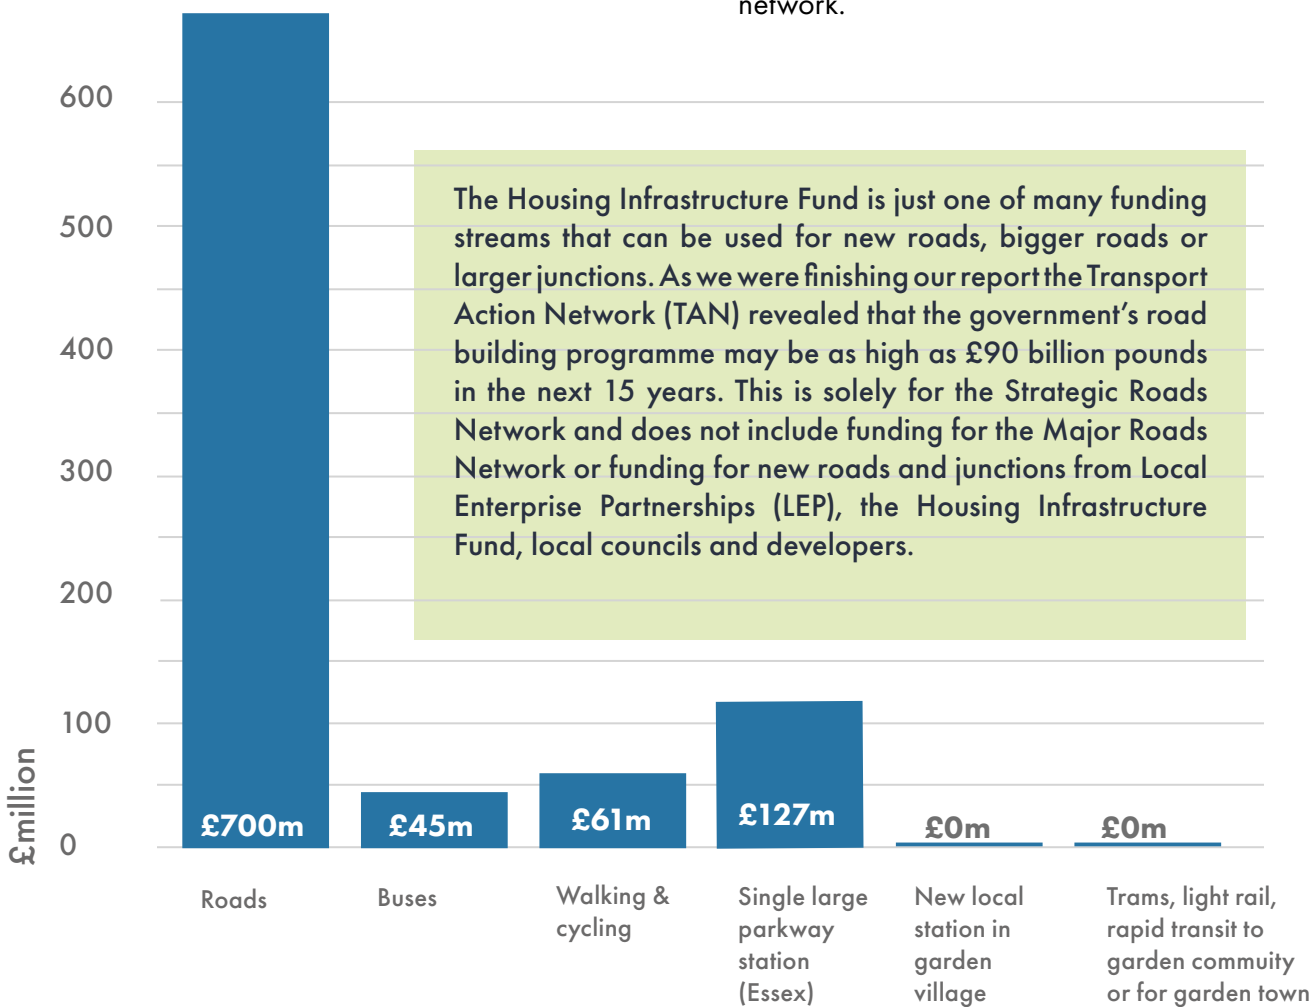 network.
600
500
400
300
200
100
0
£million
The Housing Infrastructure Fund is just one of many funding
streams that can be used for new roads, bigger roads or
larger junctions. As we were finishing our report the Transport
Action Network (TAN) revealed that the government’s road
building programme may be as high as £90 billion pounds
in the next 15 years. This is solely for the Strategic Roads
Network and does not include funding for the Major Roads
Network or funding for new roads and junctions from Local
Enterprise Partnerships (LEP), the Housing Infrastructure
Fund, local councils and developers.
£700m
£45m
£61m
£127m
£0m
£0m
Roads
Buses
Walking &
cycling
Single large
parkway
station
(Essex)
New local
station in
garden
village
Trams, light rail,
rapid transit to
garden commuity
or for garden town